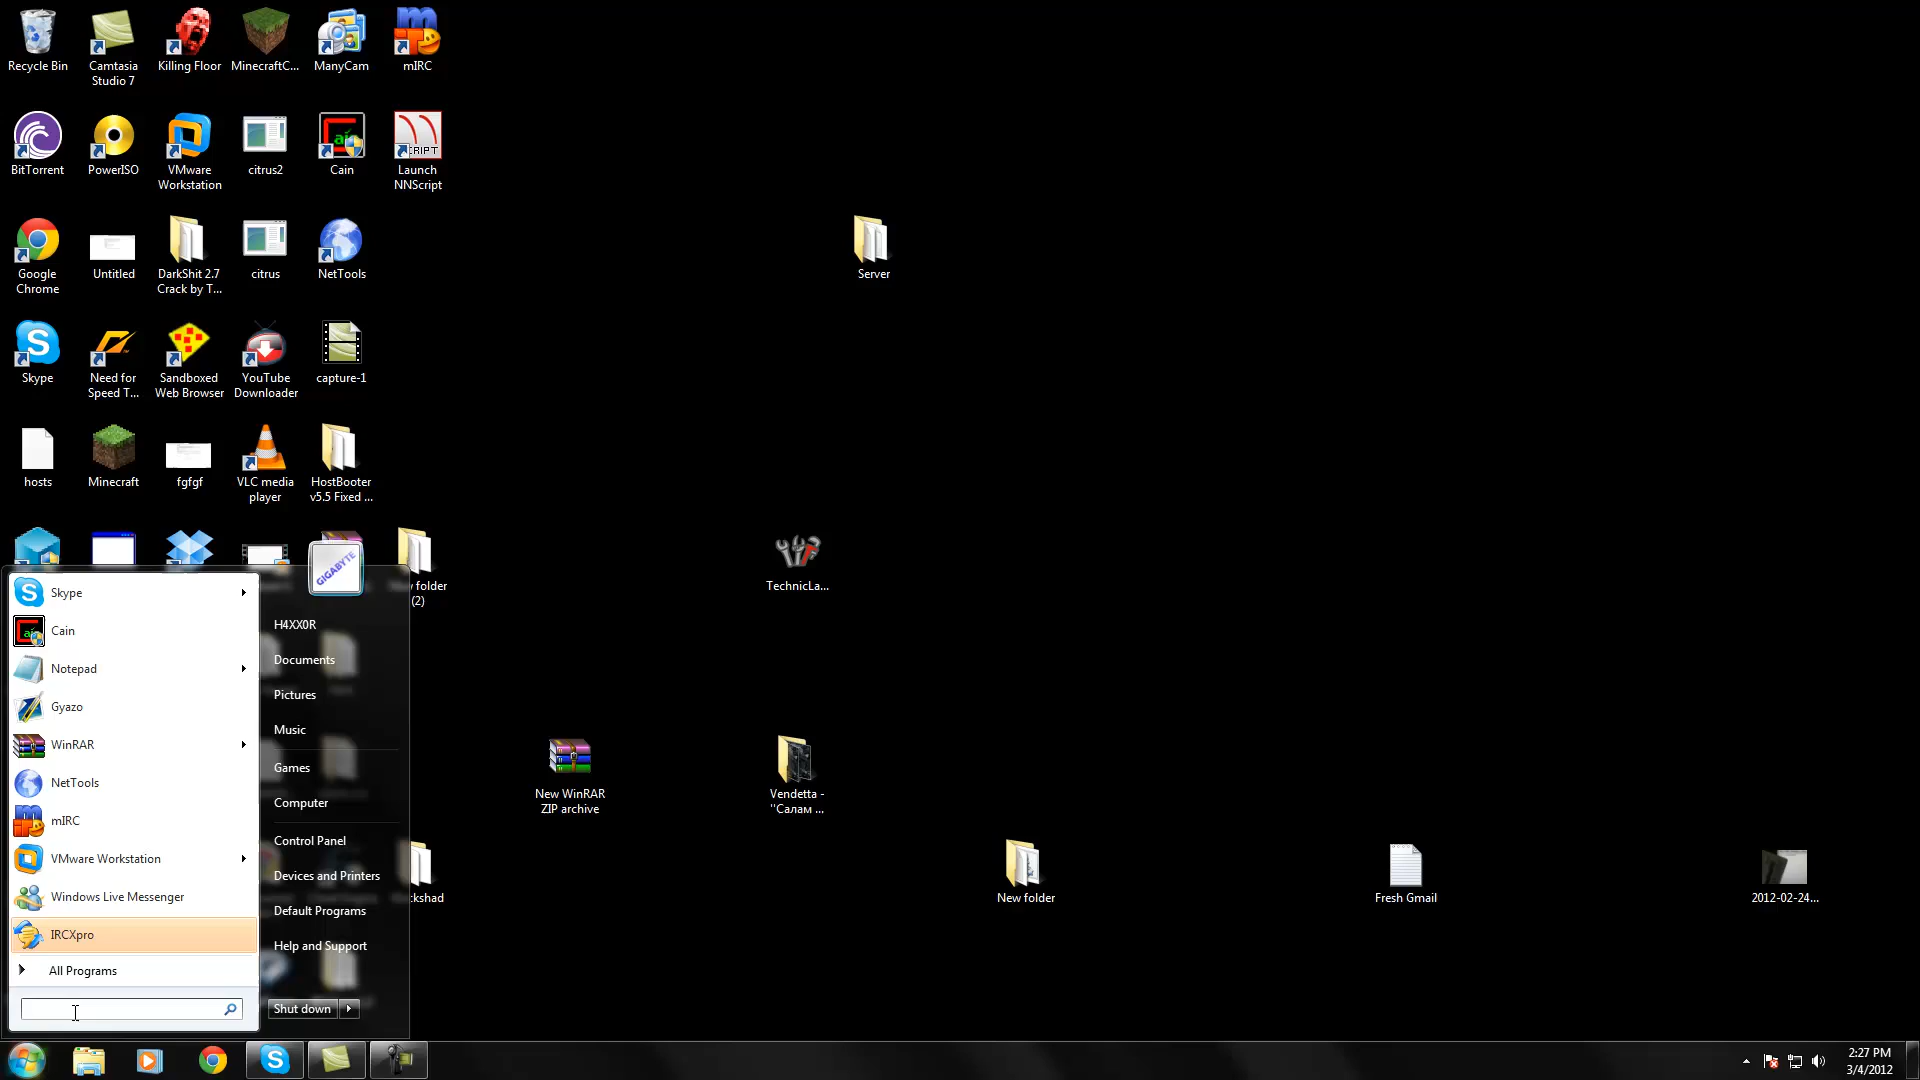 Recycle Bin
Camtasia
Studio 7
Killing Floor
MinecraftC...
ManyCam
mIRC
BitTorrent
PowerISO
VMware
Workstation
citrus2
Cain
Launch
NNScript
SCRIPT
Google
Chrome
Untitled
DarkShit 2.7
Crack by T...
citrus
NetTools
Server
Skype
Need for
Speed T...
Sandboxed
Web Browser
YouTube
Downloader
capture-1
hosts
Minecraft
fgfgf
VLC media
player
HostBooter
v5.5 Fixed ...
GIGABYTE
folder
(2)
TechnicLa...
New WinRAR
ZIP archive
Vendetta -
"Салам ...
New folder
Fresh Gmail
2012-02-24...
ckshad
Skype
Cain
Notepad
Gyazo
WinRAR
NetTools
mIRC
VMware Workstation
Windows Live Messenger
IRCXpro
All Programs
H4XX0R
Documents
Pictures
Music
Games
Computer
Control Panel
Devices and Printers
Default Programs
Help and Support
Shut down
2:27 PM
3/4/2012